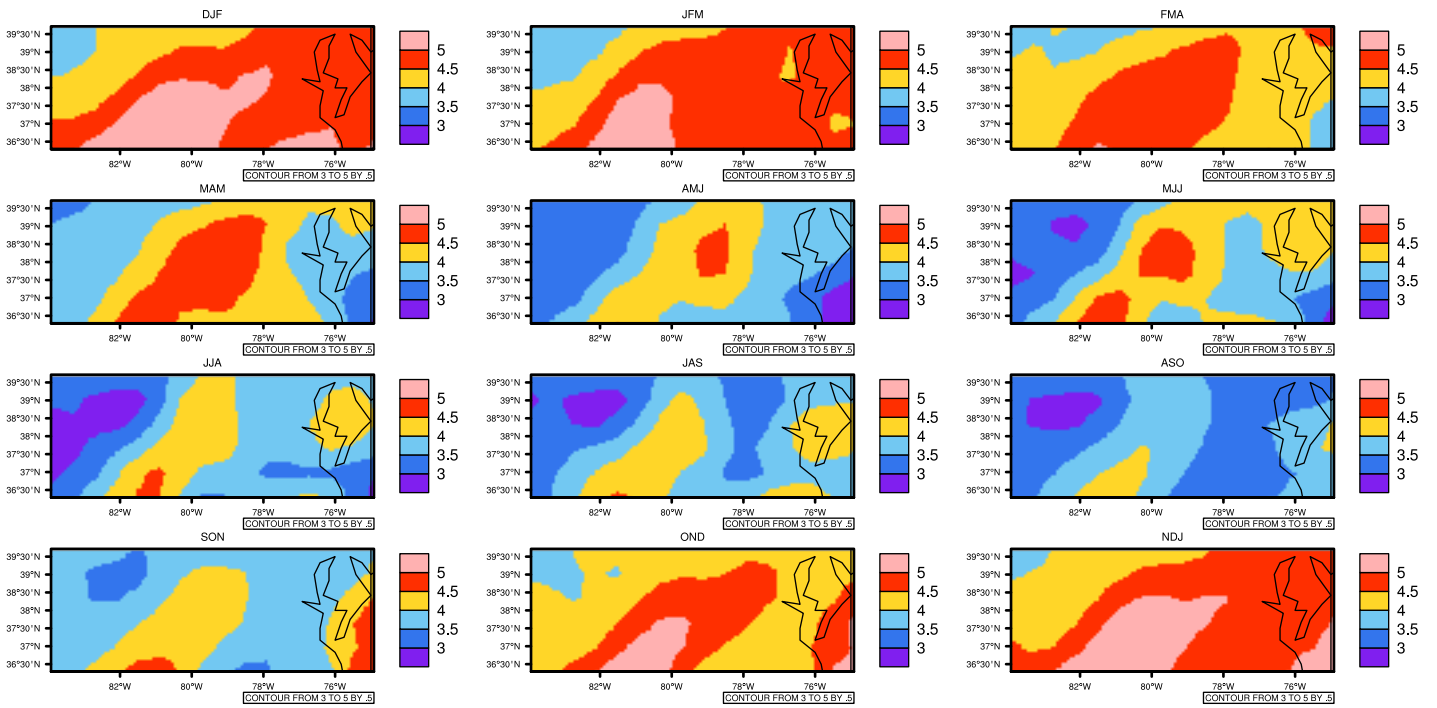 DJF
39°30'N
39°N
38°30'N
38°N
37°30'N
37°N
36°30'N
82°W 80°W 78°W 76°W
5
4.5
4
3.5
3
CONTOUR FROM 3 TO 5 BY .5
JFM
39°30'N
39°N
38°30'N
38°N
37°30'N
37°N
36°30'N
82°W 80°W 78°W 76°W
5
4.5
4
3.5
3
CONTOUR FROM 3 TO 5 BY .5
FMA
39°30'N
39°N
38°30'N
38°N
37°30'N
37°N
36°30'N
82°W 80°W 78°W 76°W
5
4.5
4
3.5
3
CONTOUR FROM 3 TO 5 BY .5
MAM
39°30'N
39°N
38°30'N
38°N
37°30'N
37°N
36°30'N
82°W 80°W 78°W 76°W
5
4.5
4
3.5
3
CONTOUR FROM 3 TO 5 BY .5
AMJ
39°30'N
39°N
38°30'N
38°N
37°30'N
37°N
36°30'N
82°W 80°W 78°W 76°W
5
4.5
4
3.5
3
CONTOUR FROM 3 TO 5 BY .5
MJJ
39°30'N
39°N
38°30'N
38°N
37°30'N
37°N
36°30'N
82°W 80°W 78°W 76°W
5
4.5
4
3.5
3
CONTOUR FROM 3 TO 5 BY .5
JJA
39°30'N
39°N
38°30'N
38°N
37°30'N
37°N
36°30'N
82°W 80°W 78°W 76°W
5
4.5
4
3.5
3
CONTOUR FROM 3 TO 5 BY .5
JAS
39°30'N
39°N
38°30'N
38°N
37°30'N
37°N
36°30'N
82°W 80°W 78°W 76°W
5
4.5
4
3.5
3
CONTOUR FROM 3 TO 5 BY .5
ASO
39°30'N
39°N
38°30'N
38°N
37°30'N
37°N
36°30'N
82°W 80°W 78°W 76°W
5
4.5
4
3.5
3
CONTOUR FROM 3 TO 5 BY .5
SON
39°30'N
39°N
38°30'N
38°N
37°30'N
37°N
36°30'N
82°W 80°W 78°W 76°W
5
4.5
4
3.5
3
CONTOUR FROM 3 TO 5 BY .5
OND
39°30'N
39°N
38°30'N
38°N
37°30'N
37°N
36°30'N
82°W 80°W 78°W 76°W
5
4.5
4
3.5
3
CONTOUR FROM 3 TO 5 BY .5
NDJ
39°30'N
39°N
38°30'N
38°N
37°30'N
37°N
36°30'N
82°W 80°W 78°W 76°W
5
4.5
4
3.5
3
CONTOUR FROM 3 TO 5 BY .5